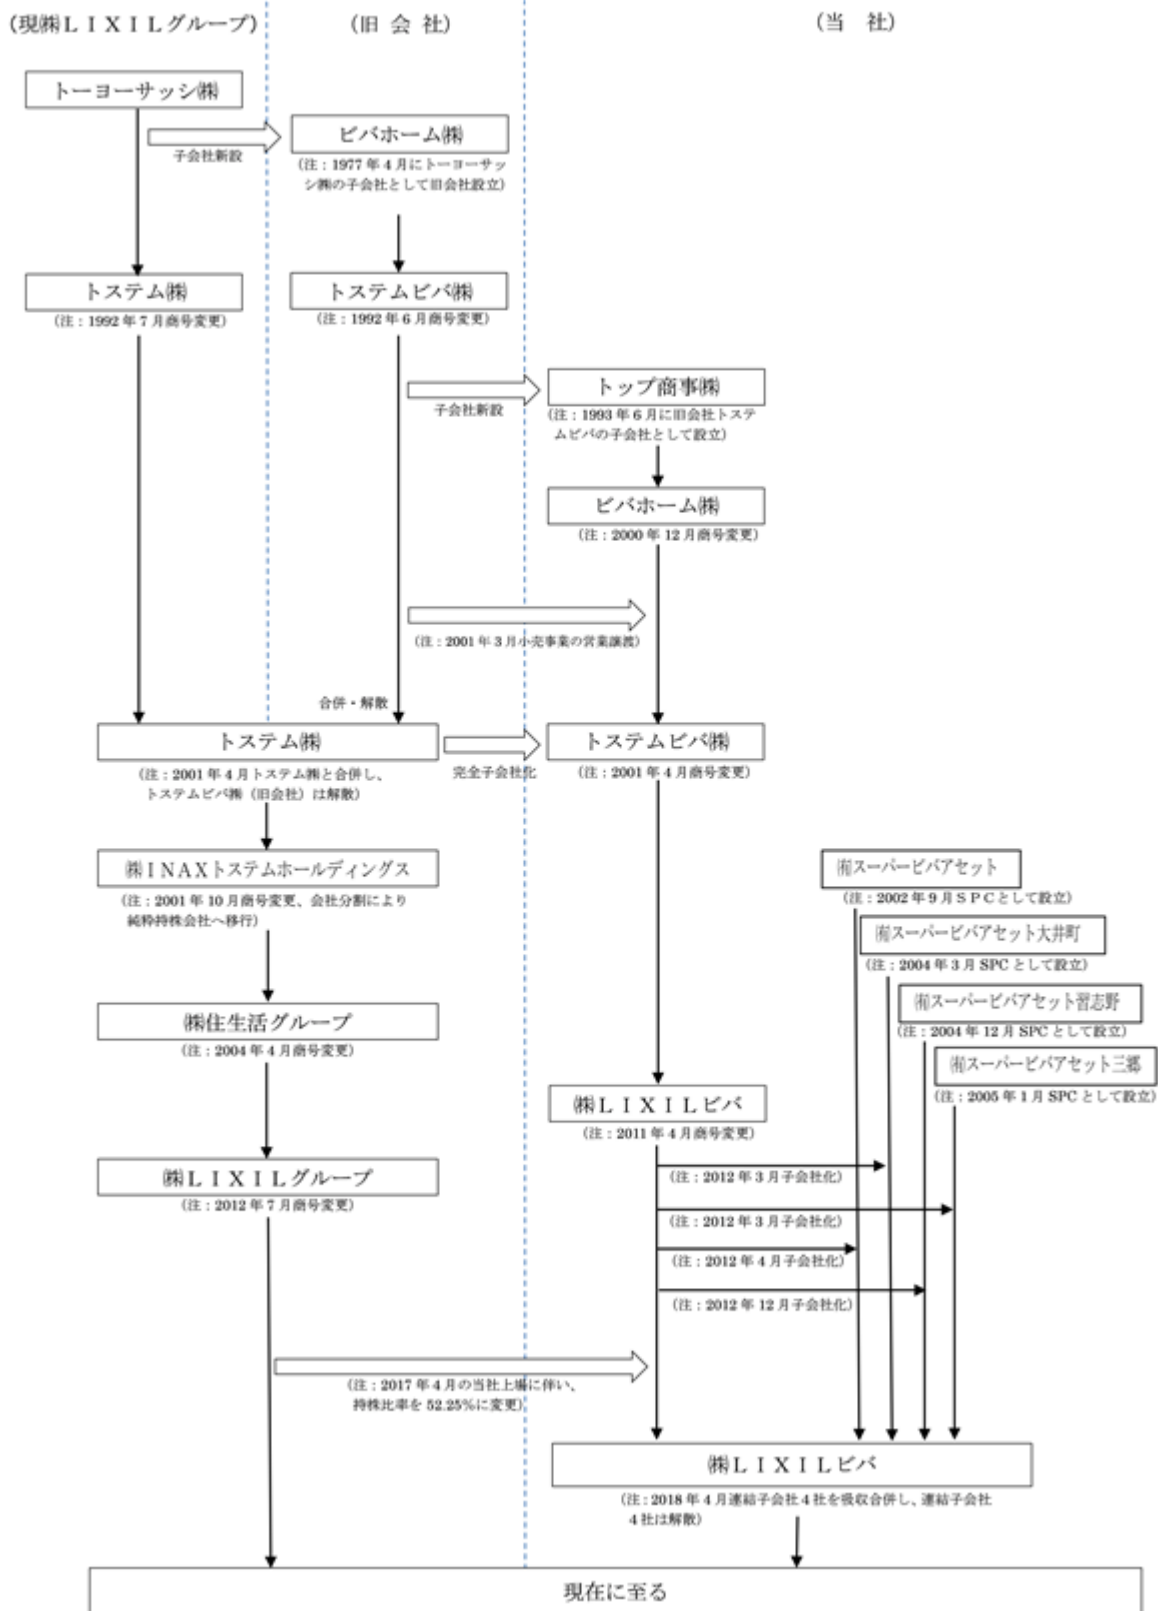 (現㈱ＬＩＸＩＬグループ)
(旧 会 社)
(当　社)
トーヨーサッシ㈱
子会社新設
ビバホーム㈱
(注：1977年4月にトーヨーサッ
シ㈱の子会社として旧会社設立)
トステム㈱
(注：1992年7月商号変更)
トステムビバ㈱
(注：1992年6月商号変更)
子会社新設
トップ商事㈱
(注：1993年6月に旧会社トステ
ムビバの子会社として設立)
ビバホーム㈱
(注：2000年12月商号変更)
(注：2001年3月小売事業の営業譲渡)
合併・解散
トステム㈱
(注：2001年4月トステム㈱と合併し、
トステムビバ㈱（旧会社）は解散)
完全子会社化
トステムビバ㈱
(注：2001年4月商号変更)
㈱ＩＮＡＸトステムホールディングス
(注：2001年10月商号変更、会社分割により
純粋持株会社へ移行)
㈲スーパービバアセット
(注：2002年9月ＳＰＣとして設立)
㈲スーパービバアセット大井町
(注：2004年3月SPCとして設立)
㈲スーパービバアセット習志野
(注：2004年12月SPCとして設立)
㈲スーパービバアセット三郷
(注：2005年1月SPCとして設立)
㈱住生活グループ
(注：2004年4月商号変更)
㈱ＬＩＸＩＬビバ
(注：2011年4月商号変更)
㈱ＬＩＸＩＬグループ
(注：2012年7月商号変更)
(注：2012年3月子会社化)
(注：2012年3月子会社化)
(注：2012年4月子会社化)
(注：2012年12月子会社化)
(注：2017年4月の当社上場に伴い、
持株比率を52.25%に変更)
㈱ＬＩＸＩＬビバ
(注：2018年4月連結子会社4社を吸収合併し、連結子会社
4社は解散)
現在に至る